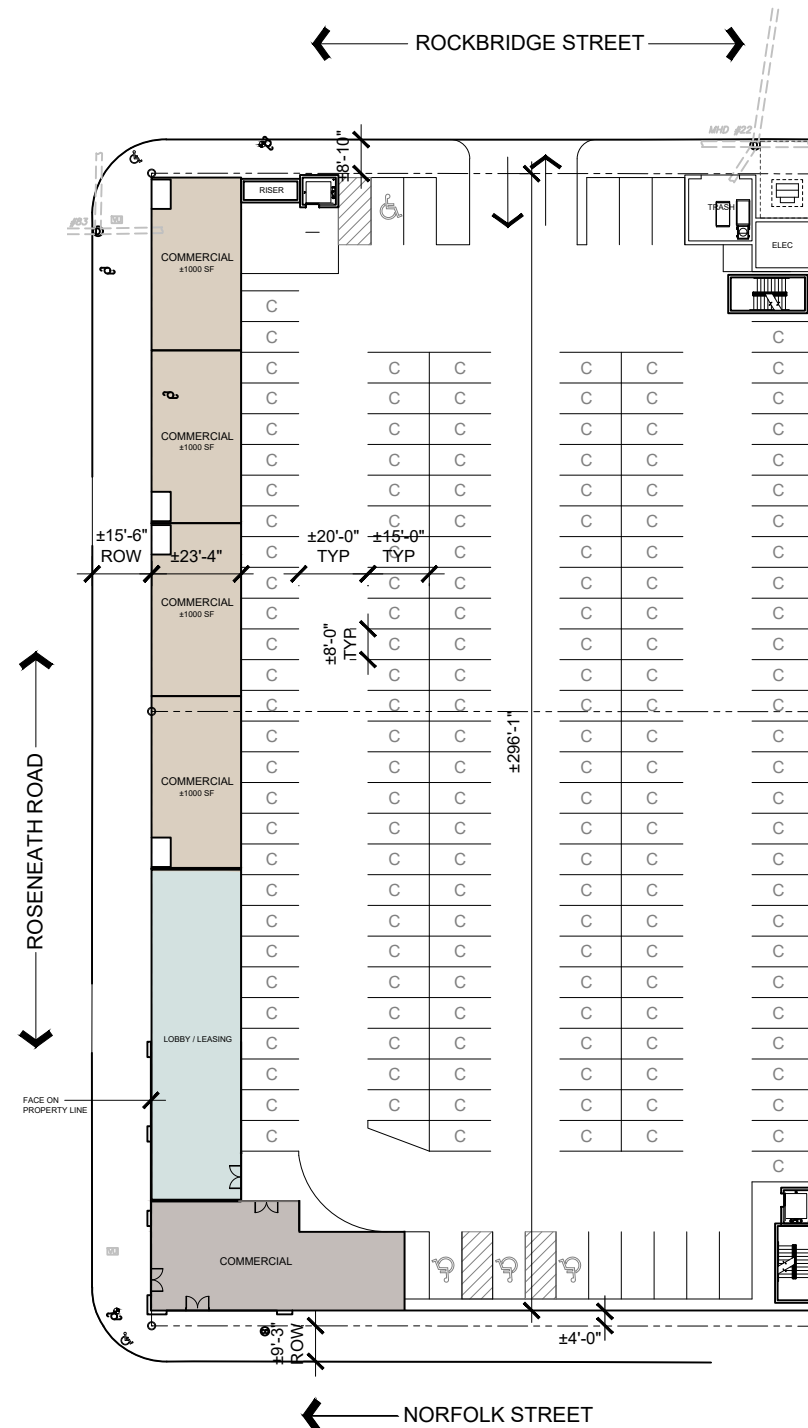 ROCKBRIDGE STREET
MHD #22
±8'-10"
RISER
TRASH
#83
ELEC
COMMERCIAL
±1000 SF
C
C C
C C C C C C
C C C C C C
C C C C C C
COMMERCIAL
±1000 SF
C C C C C C
C C C C C C
C C C C C C
±15'-6"
ROW
±23'-4"
±20'-0"
TYP
±15'-0"
TYP
C C C C C C
C C C C C C
COMMERCIAL
±1000 SF
C C C C C C
±8'-0"
TYP
C C C C C C
C C C C C C
C C C C C C
±296'-1"
C C C C C C
COMMERCIAL
±1000 SF
C C C C C C
C C C C C C
C C C C C C
C C C C C C
ROSENEATH ROAD
C C C C C C
C C C C C C
C C C C C C
C C C C C C
C C C C C C
LOBBY / LEASING
C C C C C C
C C C C C C
C C C C C C
FACE ON
PROPERTY LINE
C C C C C
C
COMMERCIAL
±9'-3"
ROW
±4'-0"
NORFOLK STREET